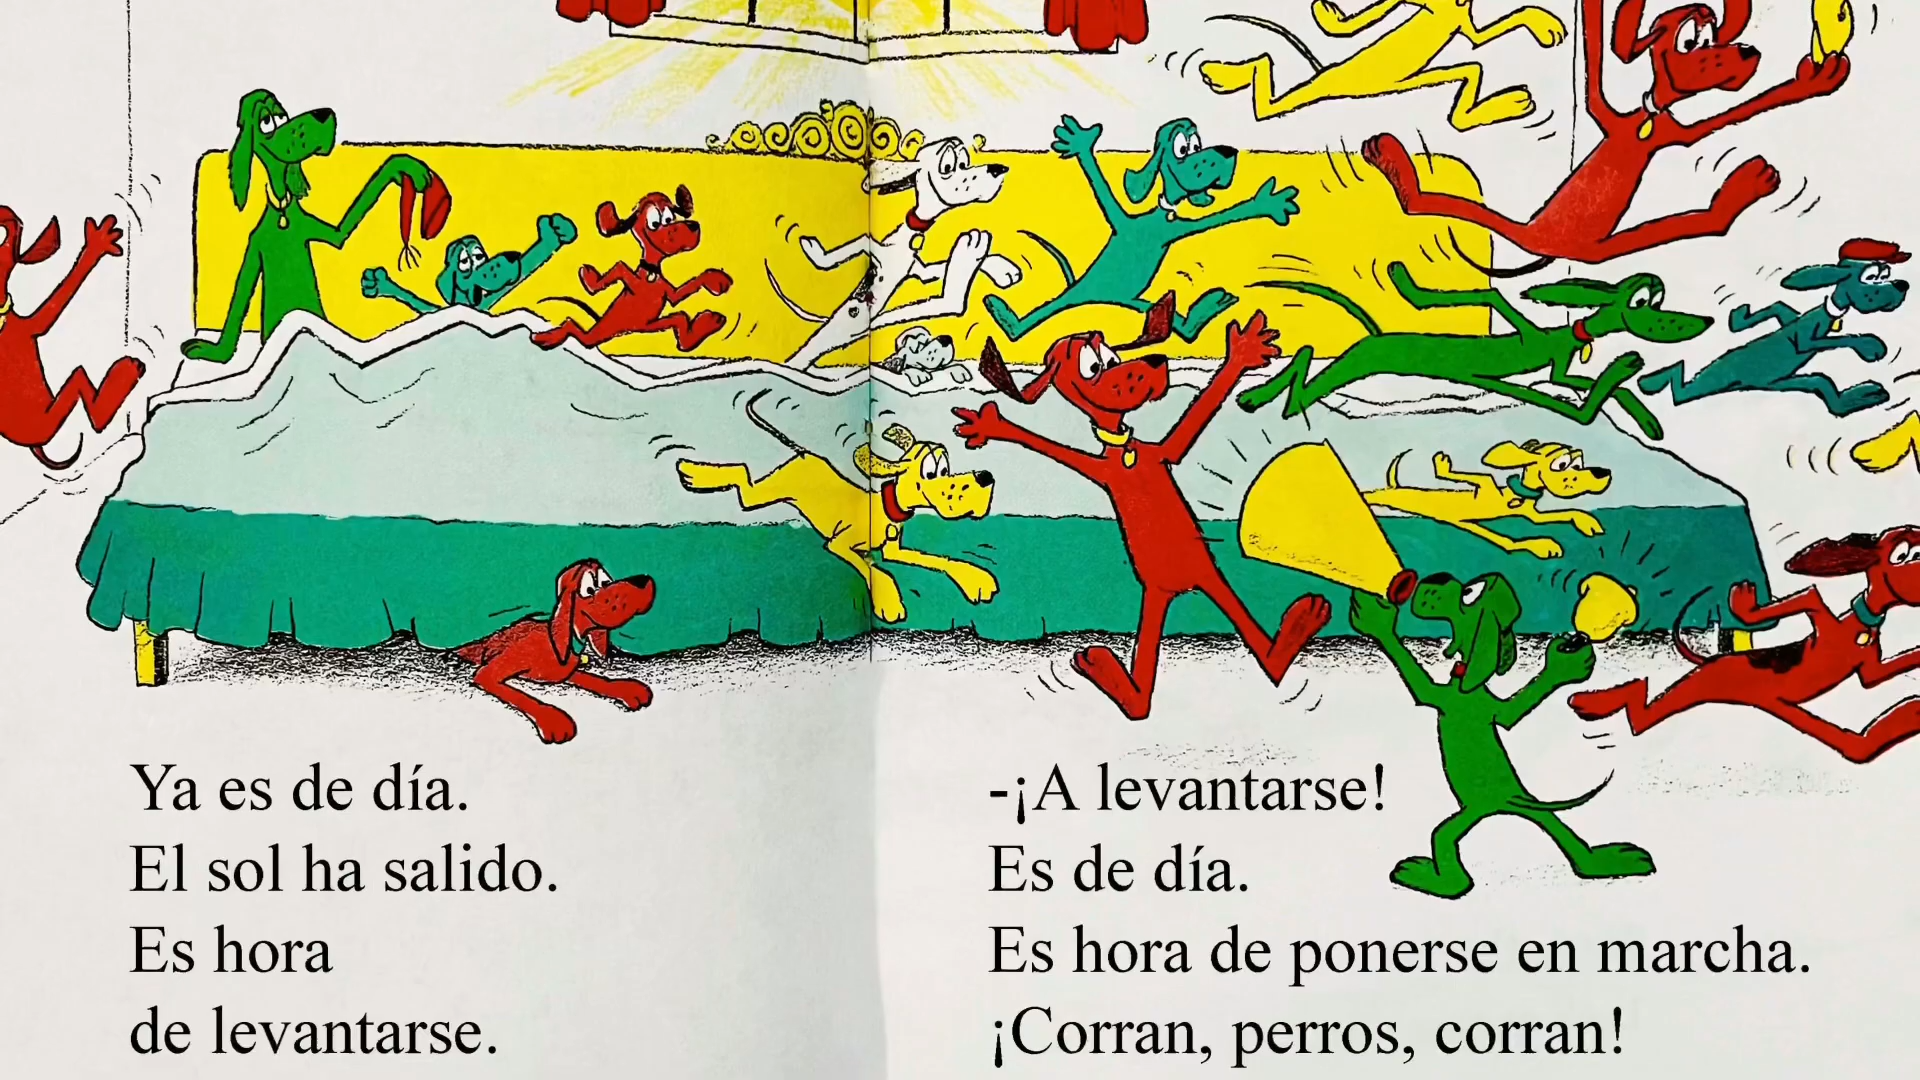 Ya es de día.
El sol ha salido.
Es hora
de levantarse.
-¡A levantarse!
Es de día.
Es hora de ponerse en marcha.
¡Corran, perros, corran!